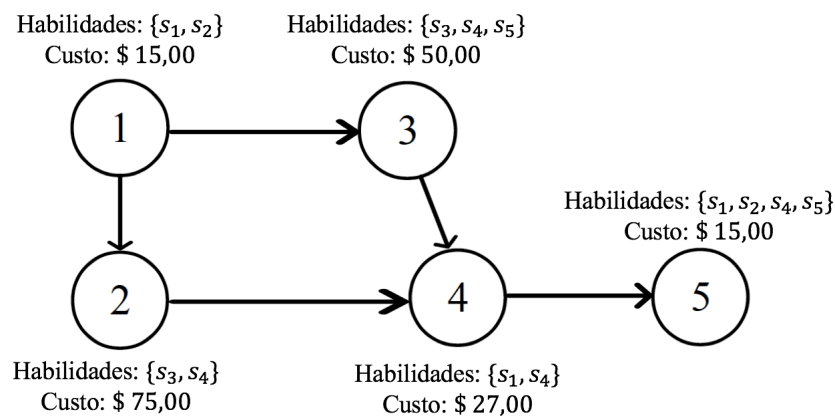 Habilidades: {s₁, s₂}
Custo: $ 15,00
Habilidades: {s₃, s₄, s₅}
Custo: $ 50,00
1
3
Habilidades: {s₁, s₂, s₄, s₅}
Custo: $ 15,00
2
4
5
Habilidades: {s₃, s₄}
Custo: $ 75,00
Habilidades: {s₁, s₄}
Custo: $ 27,00